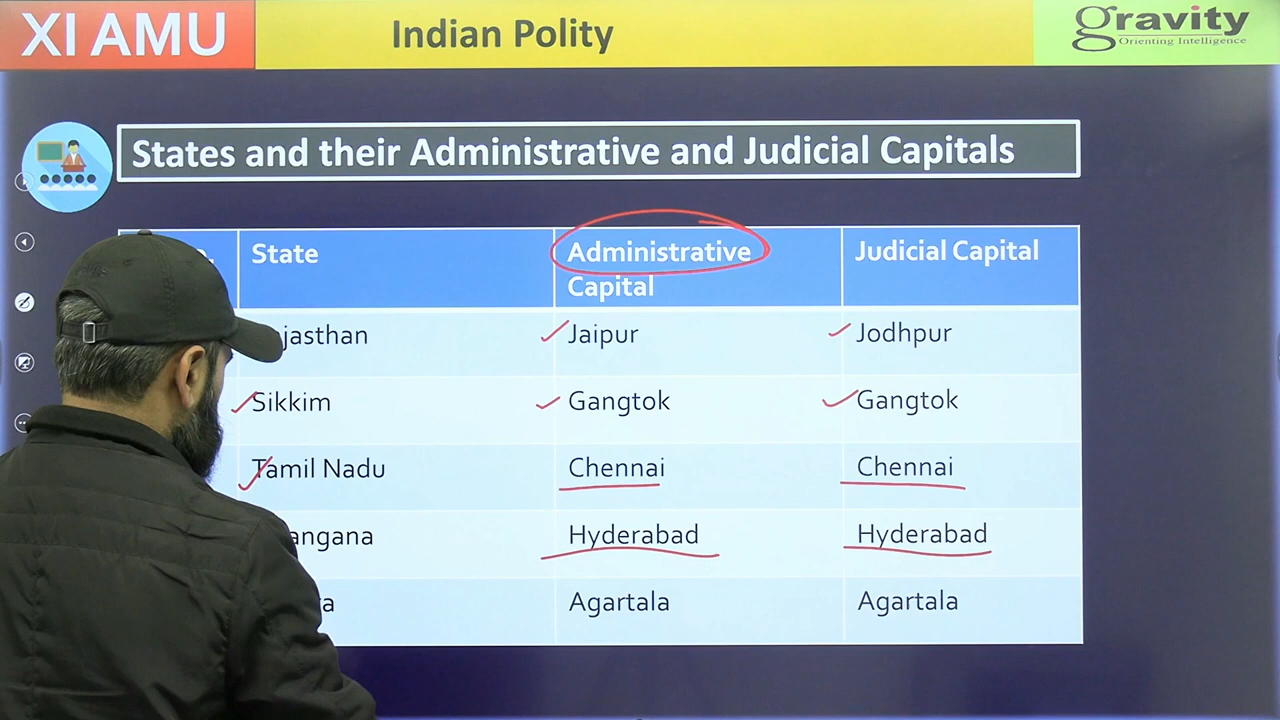 XI AMU
Indian Polity
gravity
Orienting Intelligence
States and their Administrative and Judicial Capitals
State Administrative Capital Judicial Capital
jasthan Jaipur Jodhpur
Sikkim Gangtok Gangtok
Tamil Nadu Chennai Chennai
angana Hyderabad Hyderabad
ra Agartala Agartala